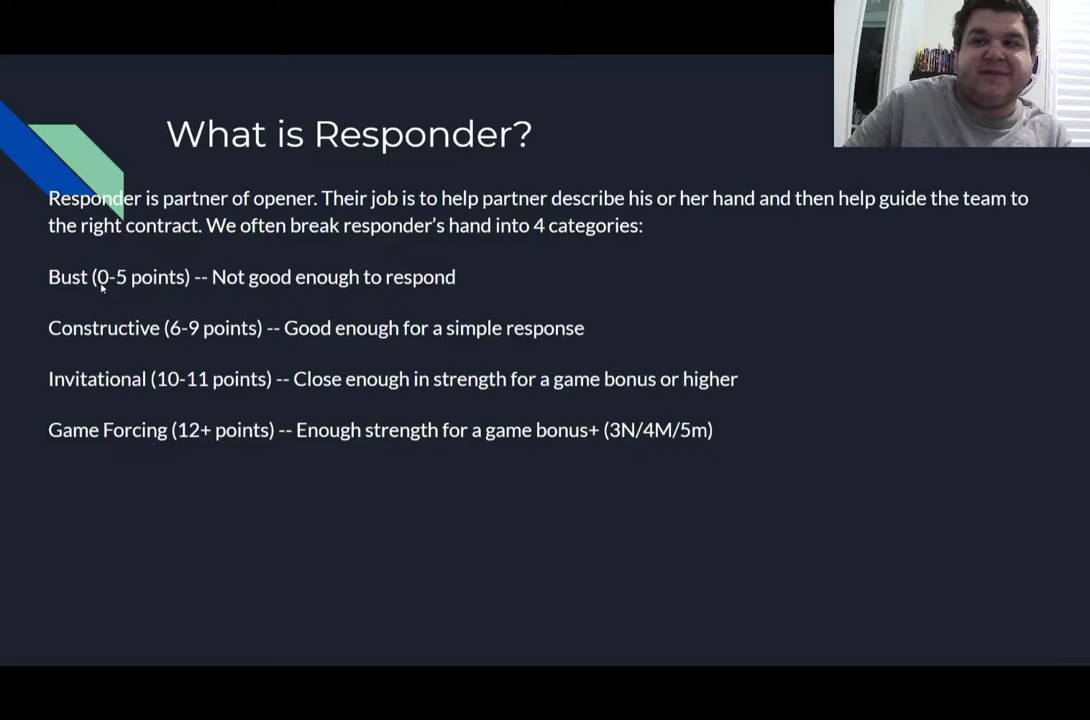 What is Responder?
Responder is partner of opener. Their job is to help partner describe his or her hand and then help guide the team to
the right contract. We often break responder’s hand into 4 categories:
Bust (0-5 points) -- Not good enough to respond
Constructive (6-9 points) -- Good enough for a simple response
Invitational (10-11 points) -- Close enough in strength for a game bonus or higher
Game Forcing (12+ points) -- Enough strength for a game bonus+ (3N/4M/5m)